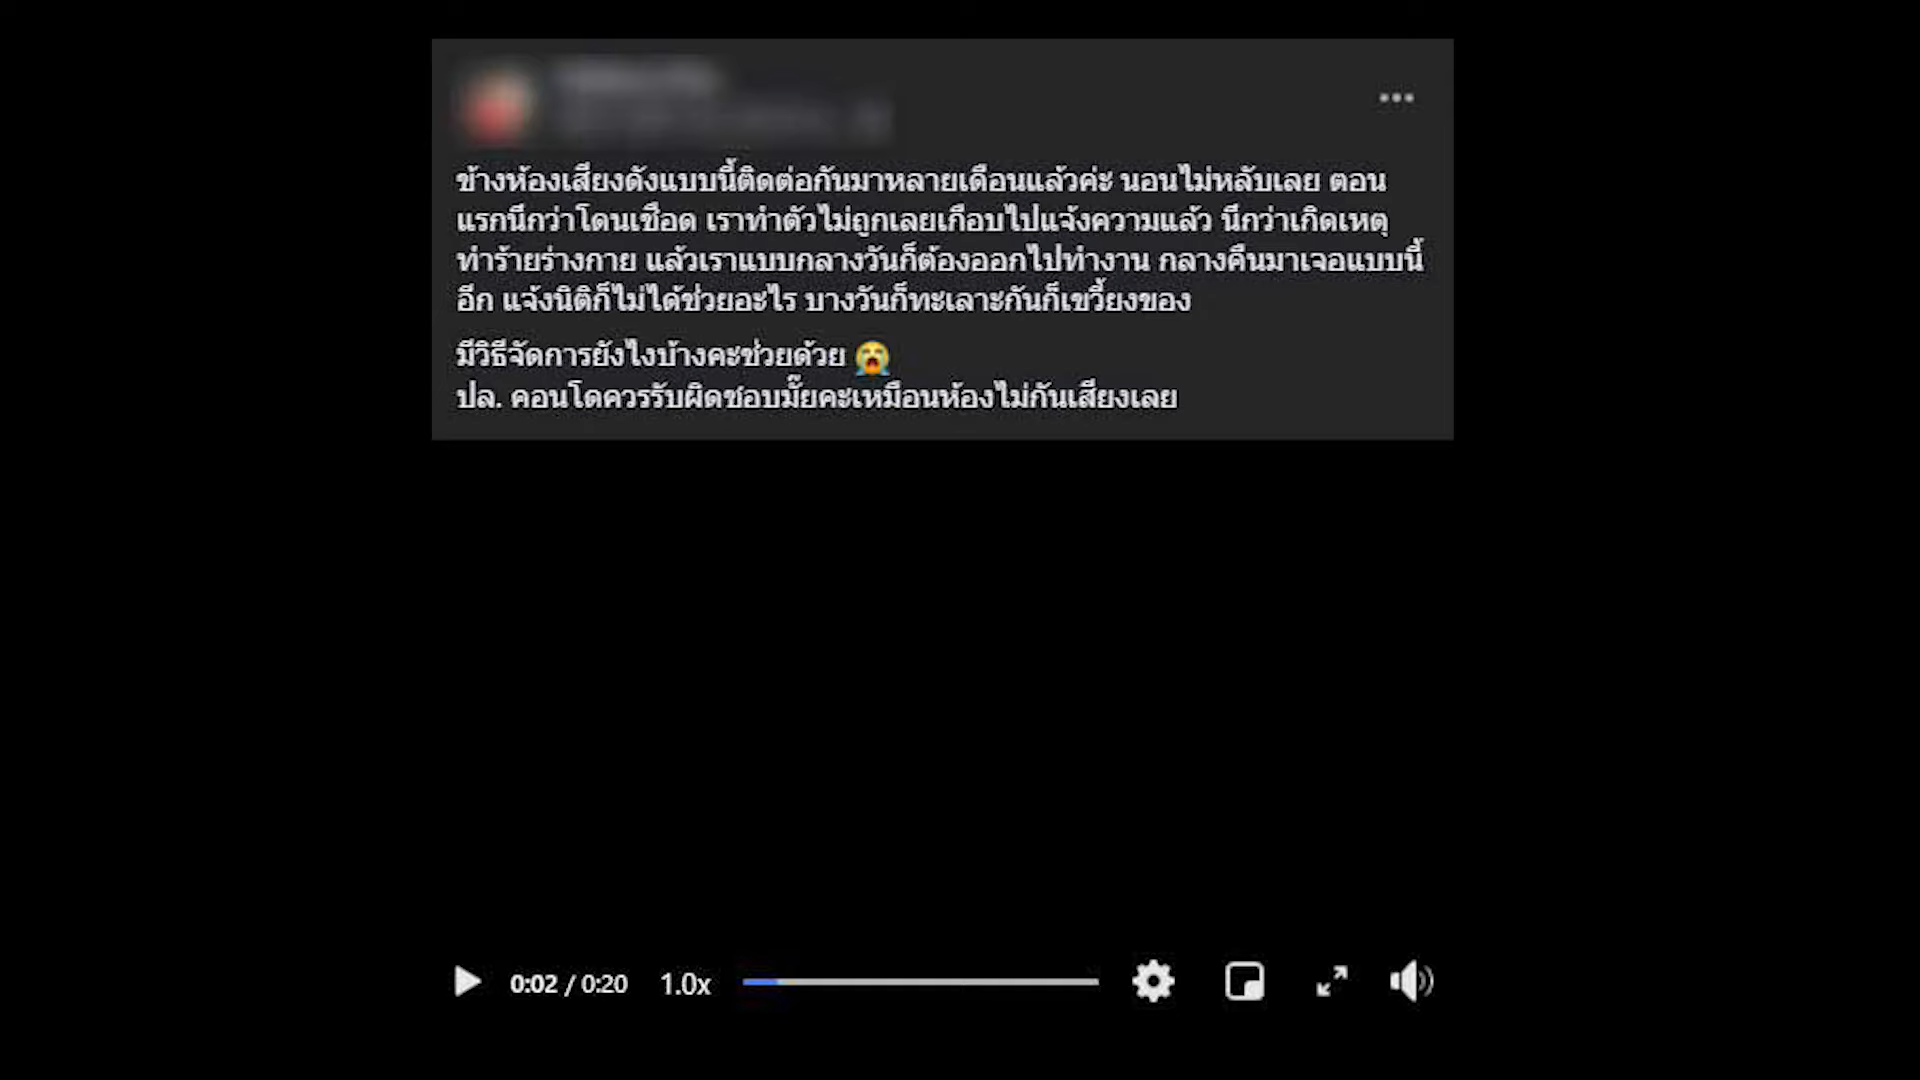 ข้างห้องเสียงดังแบบนี้ติดต่อกันมาหลายเดือนแล้วค่ะ นอนไม่หลับเลย ตอน
แรกนึกว่าโดนเชือด เราทำตัวไม่ถูกเลยเกือบไปแจ้งความแล้ว นึกว่าเกิดเหตุ
ทำร้ายร่างกาย แล้วเราแบบกลางวันก็ต้องออกไปทำงาน กลางคืนมาเจอแบบนี้
อีก แจ้งนิติก็ไม่ได้ช่วยอะไร บางวันก็ทะเลาะกันก็เขวี้ยงของ
มีวิธีจัดการยังไงบ้างคะช่วยด้วย 😭
ปล. คอนโดควรรับผิดชอบมั๊ยคะเหมือนห้องไม่กันเสียงเลย
0:02 / 0:20 1.0x